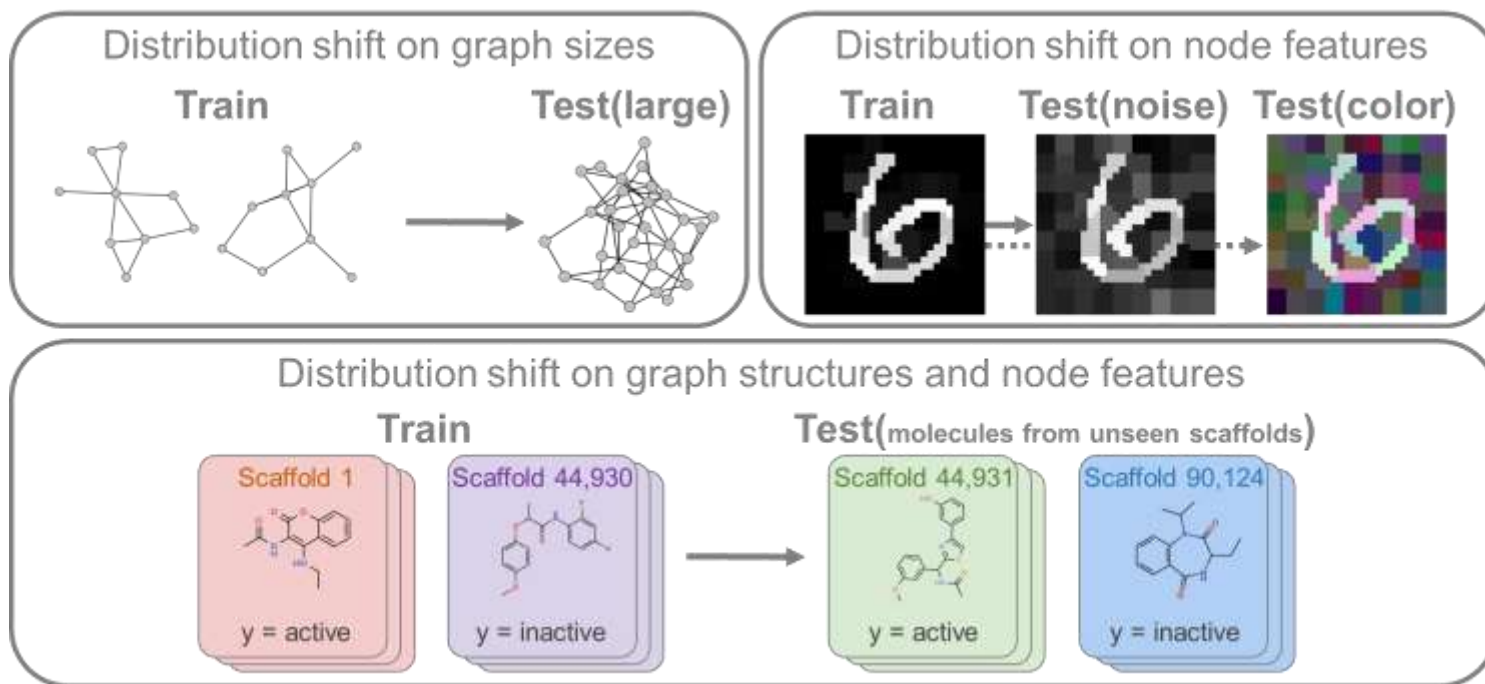 Distribution shift on graph sizes
Train
Test(large)
Distribution shift on node features
Train
Test(noise)
Test(color)
Distribution shift on graph structures and node features
Train
Test(molecules from unseen scaffolds)
Scaffold 1
y = active
Scaffold 44,930
y = inactive
Scaffold 44,931
y = active
Scaffold 90,124
y = inactive